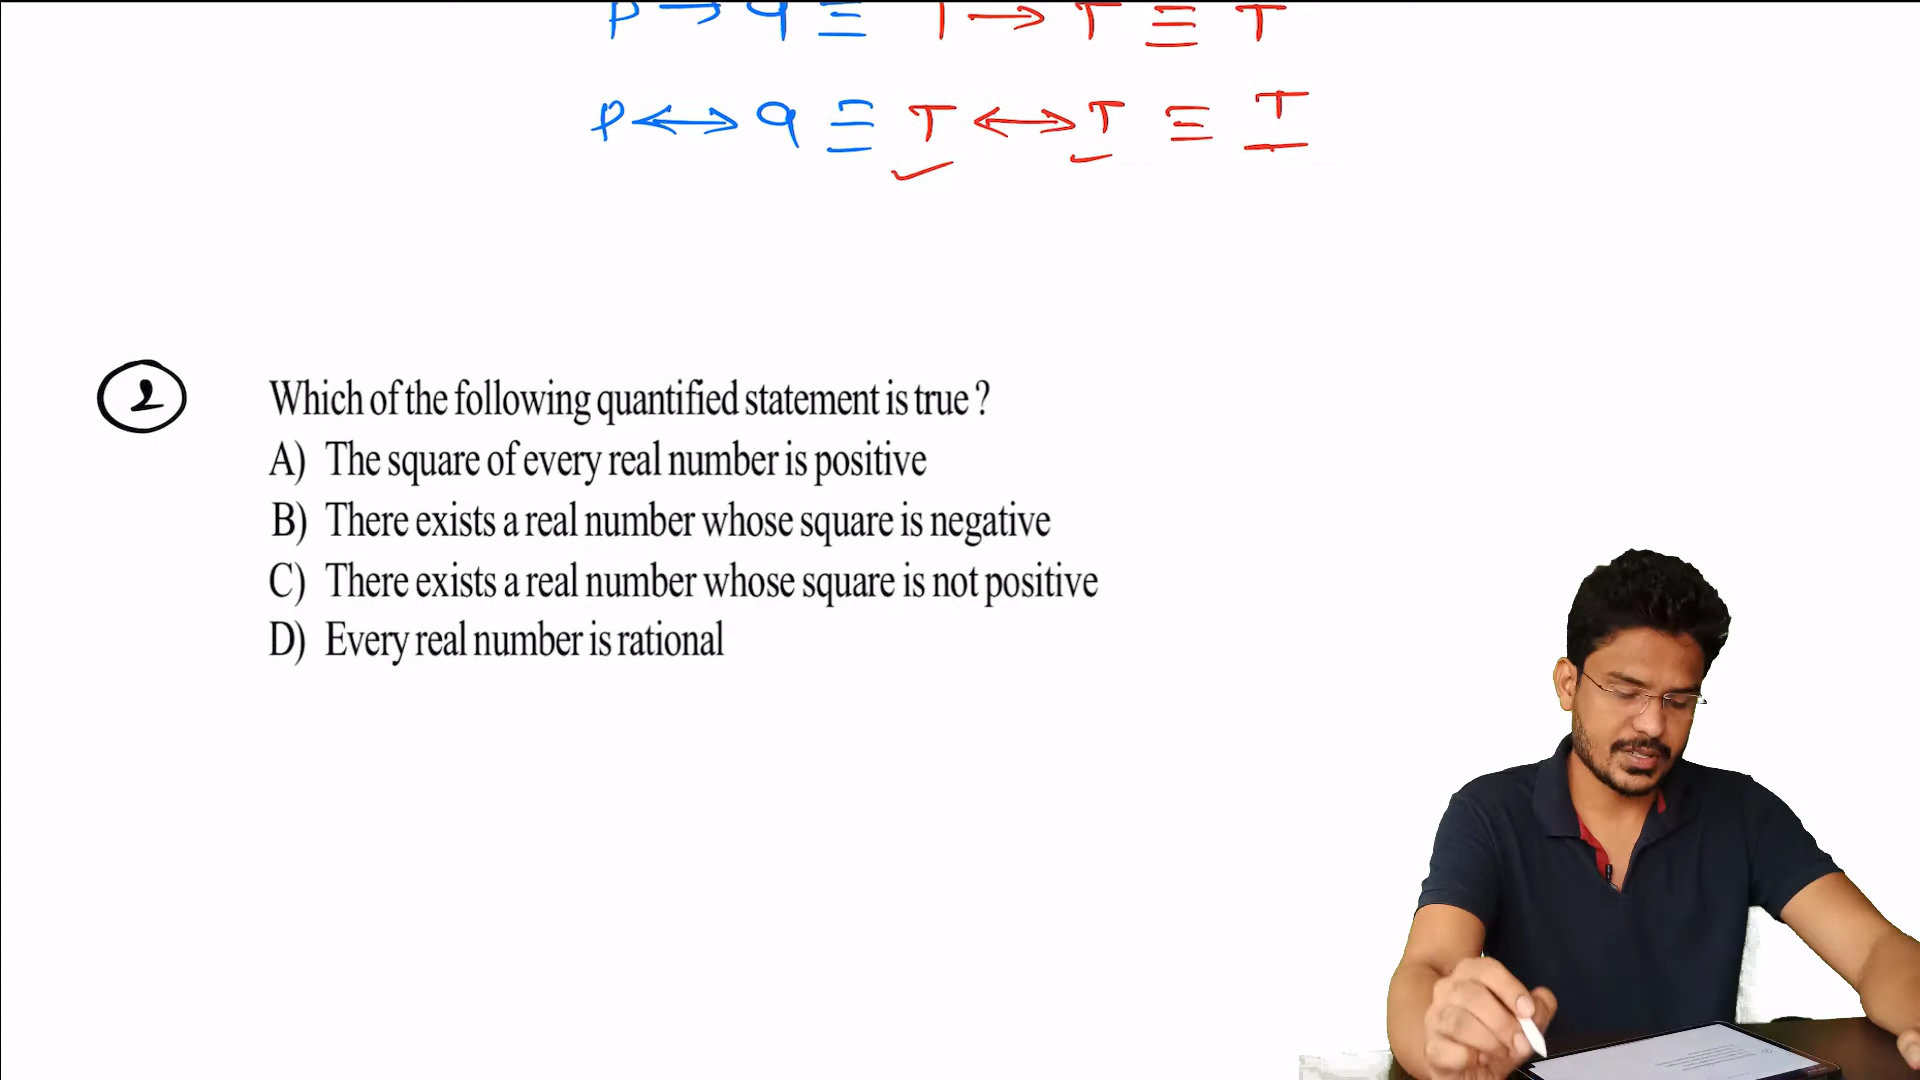 p → q ≡ T → T ≡ T
p ↔ q ≡ T ↔ T ≡ T
2 Which of the following quantified statement is true ?
A) The square of every real number is positive
B) There exists a real number whose square is negative
C) There exists a real number whose square is not positive
D) Every real number is rational